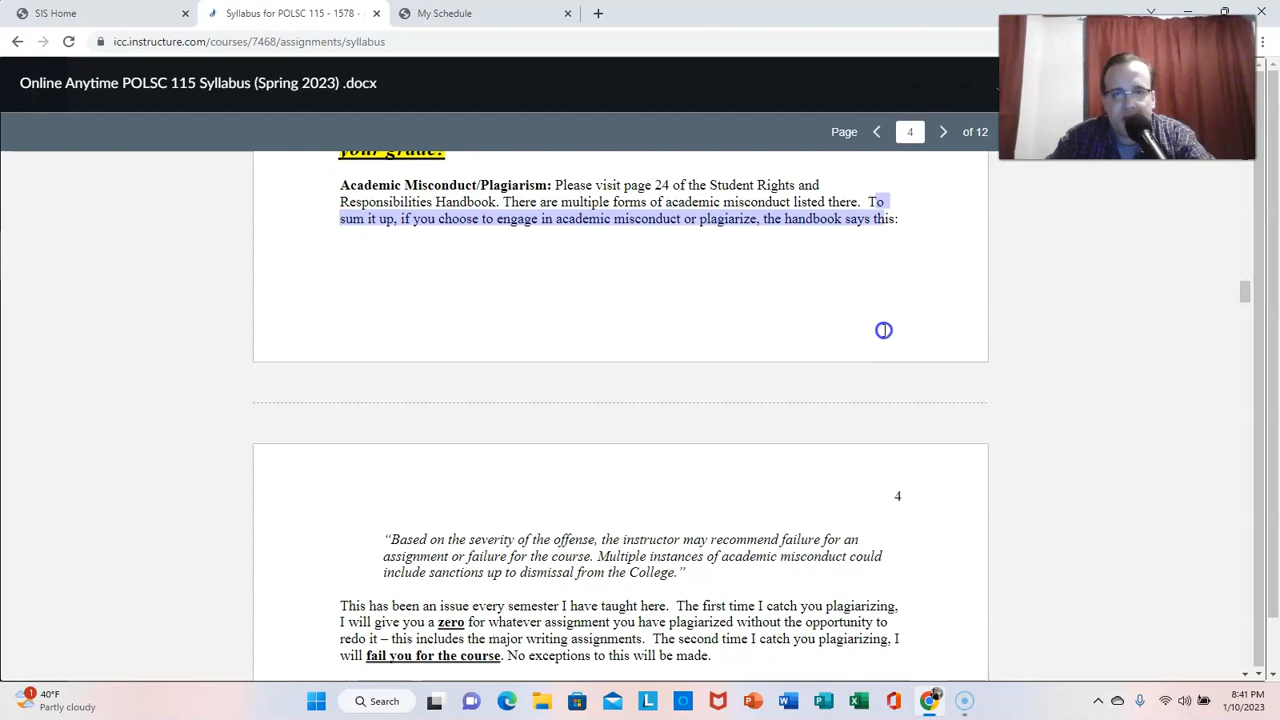 SIS Home
Syllabus for POLSC 115 - 1578 -
My Schedule
icc.instructure.com/courses/7468/assignments/syllabus
Online Anytime POLSC 115 Syllabus (Spring 2023) .docx
Page 4 of 12
your grade!
Academic Misconduct/Plagiarism: Please visit page 24 of the Student Rights and
Responsibilities Handbook. There are multiple forms of academic misconduct listed there. To
sum it up, if you choose to engage in academic misconduct or plagiarize, the handbook says this:
4
“Based on the severity of the offense, the instructor may recommend failure for an
assignment or failure for the course. Multiple instances of academic misconduct could
include sanctions up to dismissal from the College.”
This has been an issue every semester I have taught here. The first time I catch you plagiarizing,
I will give you a zero for whatever assignment you have plagiarized without the opportunity to
redo it – this includes the major writing assignments. The second time I catch you plagiarizing, I
will fail you for the course. No exceptions to this will be made.
1
40°F
Partly cloudy
Search
8:41 PM
1/10/2023